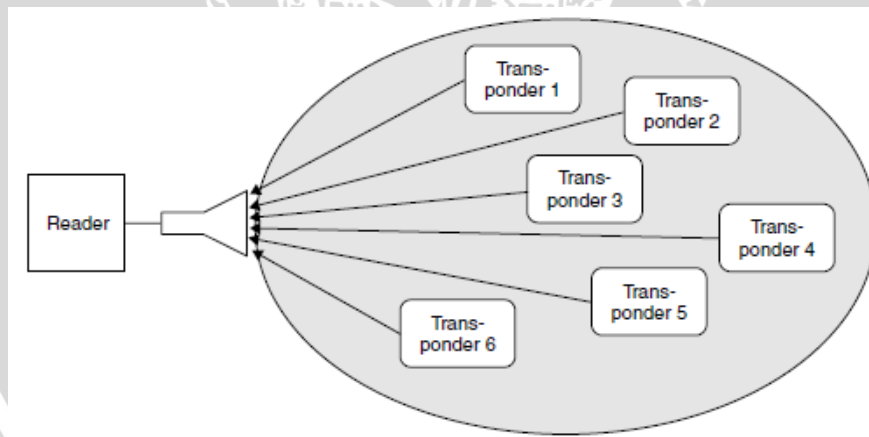 Trans-
ponder 1
Trans-
ponder 2
Trans-
ponder 3
Reader
Trans-
ponder 4
Trans-
ponder 5
Trans-
ponder 6